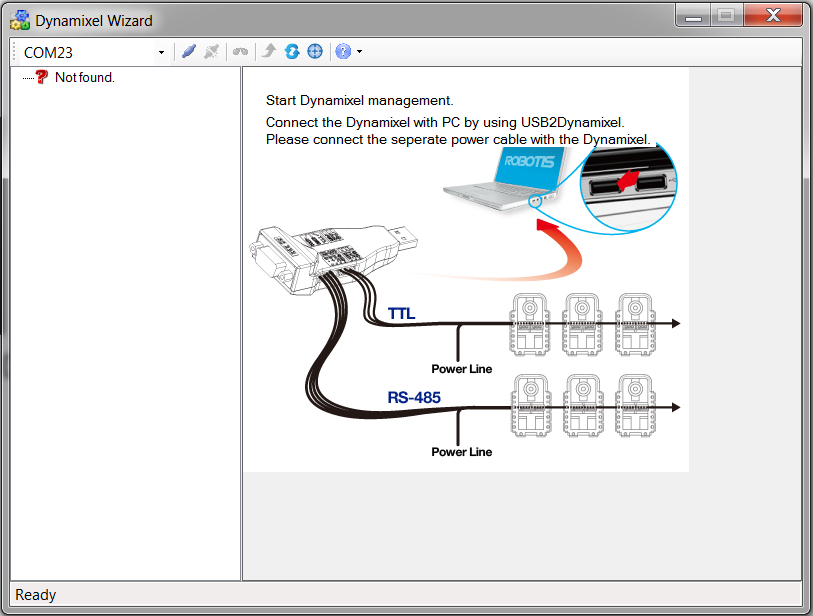 Dynamixel Wizard
COM23
Not found.
Start Dynamixel management.
Connect the Dynamixel with PC by using USB2Dynamixel.
Please connect the seperate power cable with the Dynamixel.
ROBOTIS
TTL
Power Line
RS-485
Power Line
Ready